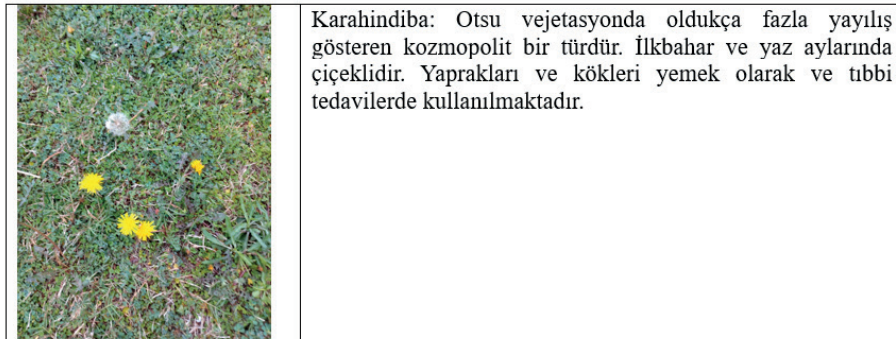 Karahindiba: Otsu vejetasyonda oldukça fazla yayılış
gösteren kozmopolit bir türdür. İlkbahar ve yaz aylarında
çiçeklidir. Yaprakları ve kökleri yemek olarak ve tıbbi
tedavilerde kullanılmaktadır.